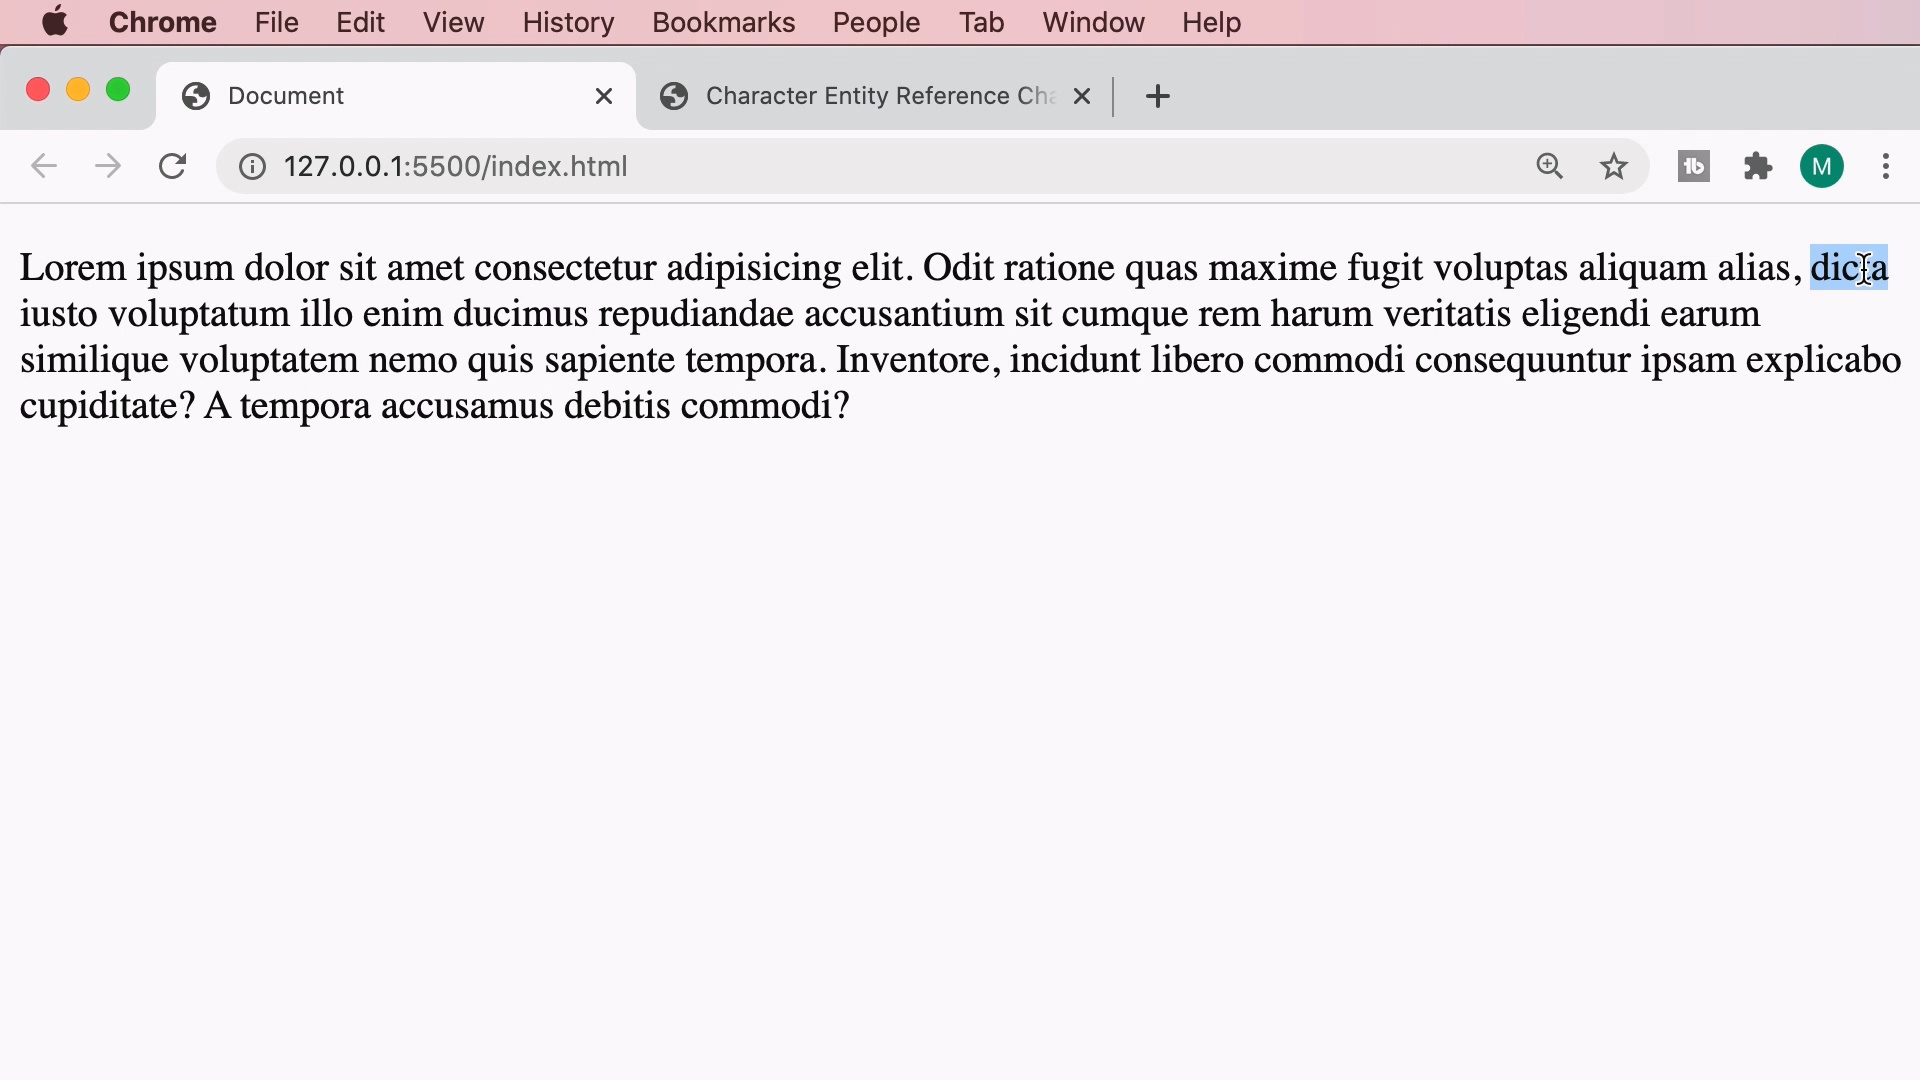 Chrome File Edit View History Bookmarks People Tab Window Help
Document Character Entity Reference Cha
127.0.0.1:5500/index.html M
Lorem ipsum dolor sit amet consectetur adipisicing elit. Odit ratione quas maxime fugit voluptas aliquam alias, dicta
iusto voluptatum illo enim ducimus repudiandae accusantium sit cumque rem harum veritatis eligendi earum
similique voluptatem nemo quis sapiente tempora. Inventore, incidunt libero commodi consequuntur ipsam explicabo
cupiditate? A tempora accusamus debitis commodi?